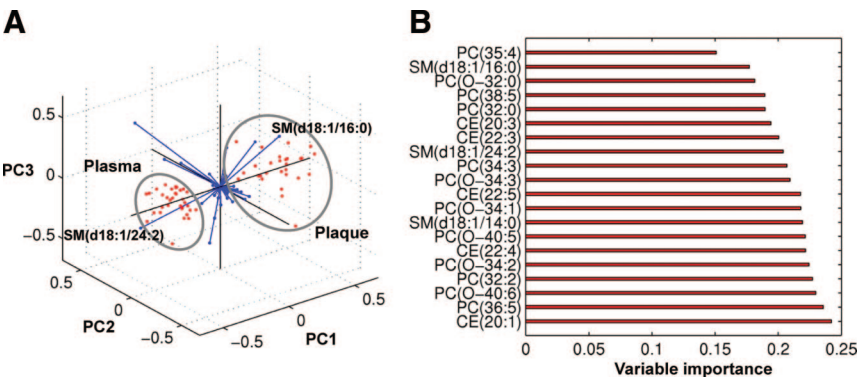 A
0.5
PC3
0
−0.5
SM(d18:1/16:0)
Plasma
Plaque
SM(d18:1/24:2)
0.5
0
−0.5
PC2
−0.5
0
0.5
PC1
B
PC(35:4)
SM(d18:1/16:0)
PC(O−32:0)
PC(38:5)
PC(32:0)
CE(20:3)
CE(22:3)
SM(d18:1/24:2)
PC(34:3)
PC(O−34:3)
CE(22:5)
PC(O−34:1)
SM(d18:1/14:0)
PC(O−40:5)
CE(22:4)
PC(O−34:2)
PC(32:2)
PC(O−40:6)
PC(36:5)
CE(20:1)
0 0.05 0.1 0.15 0.2 0.25
Variable importance